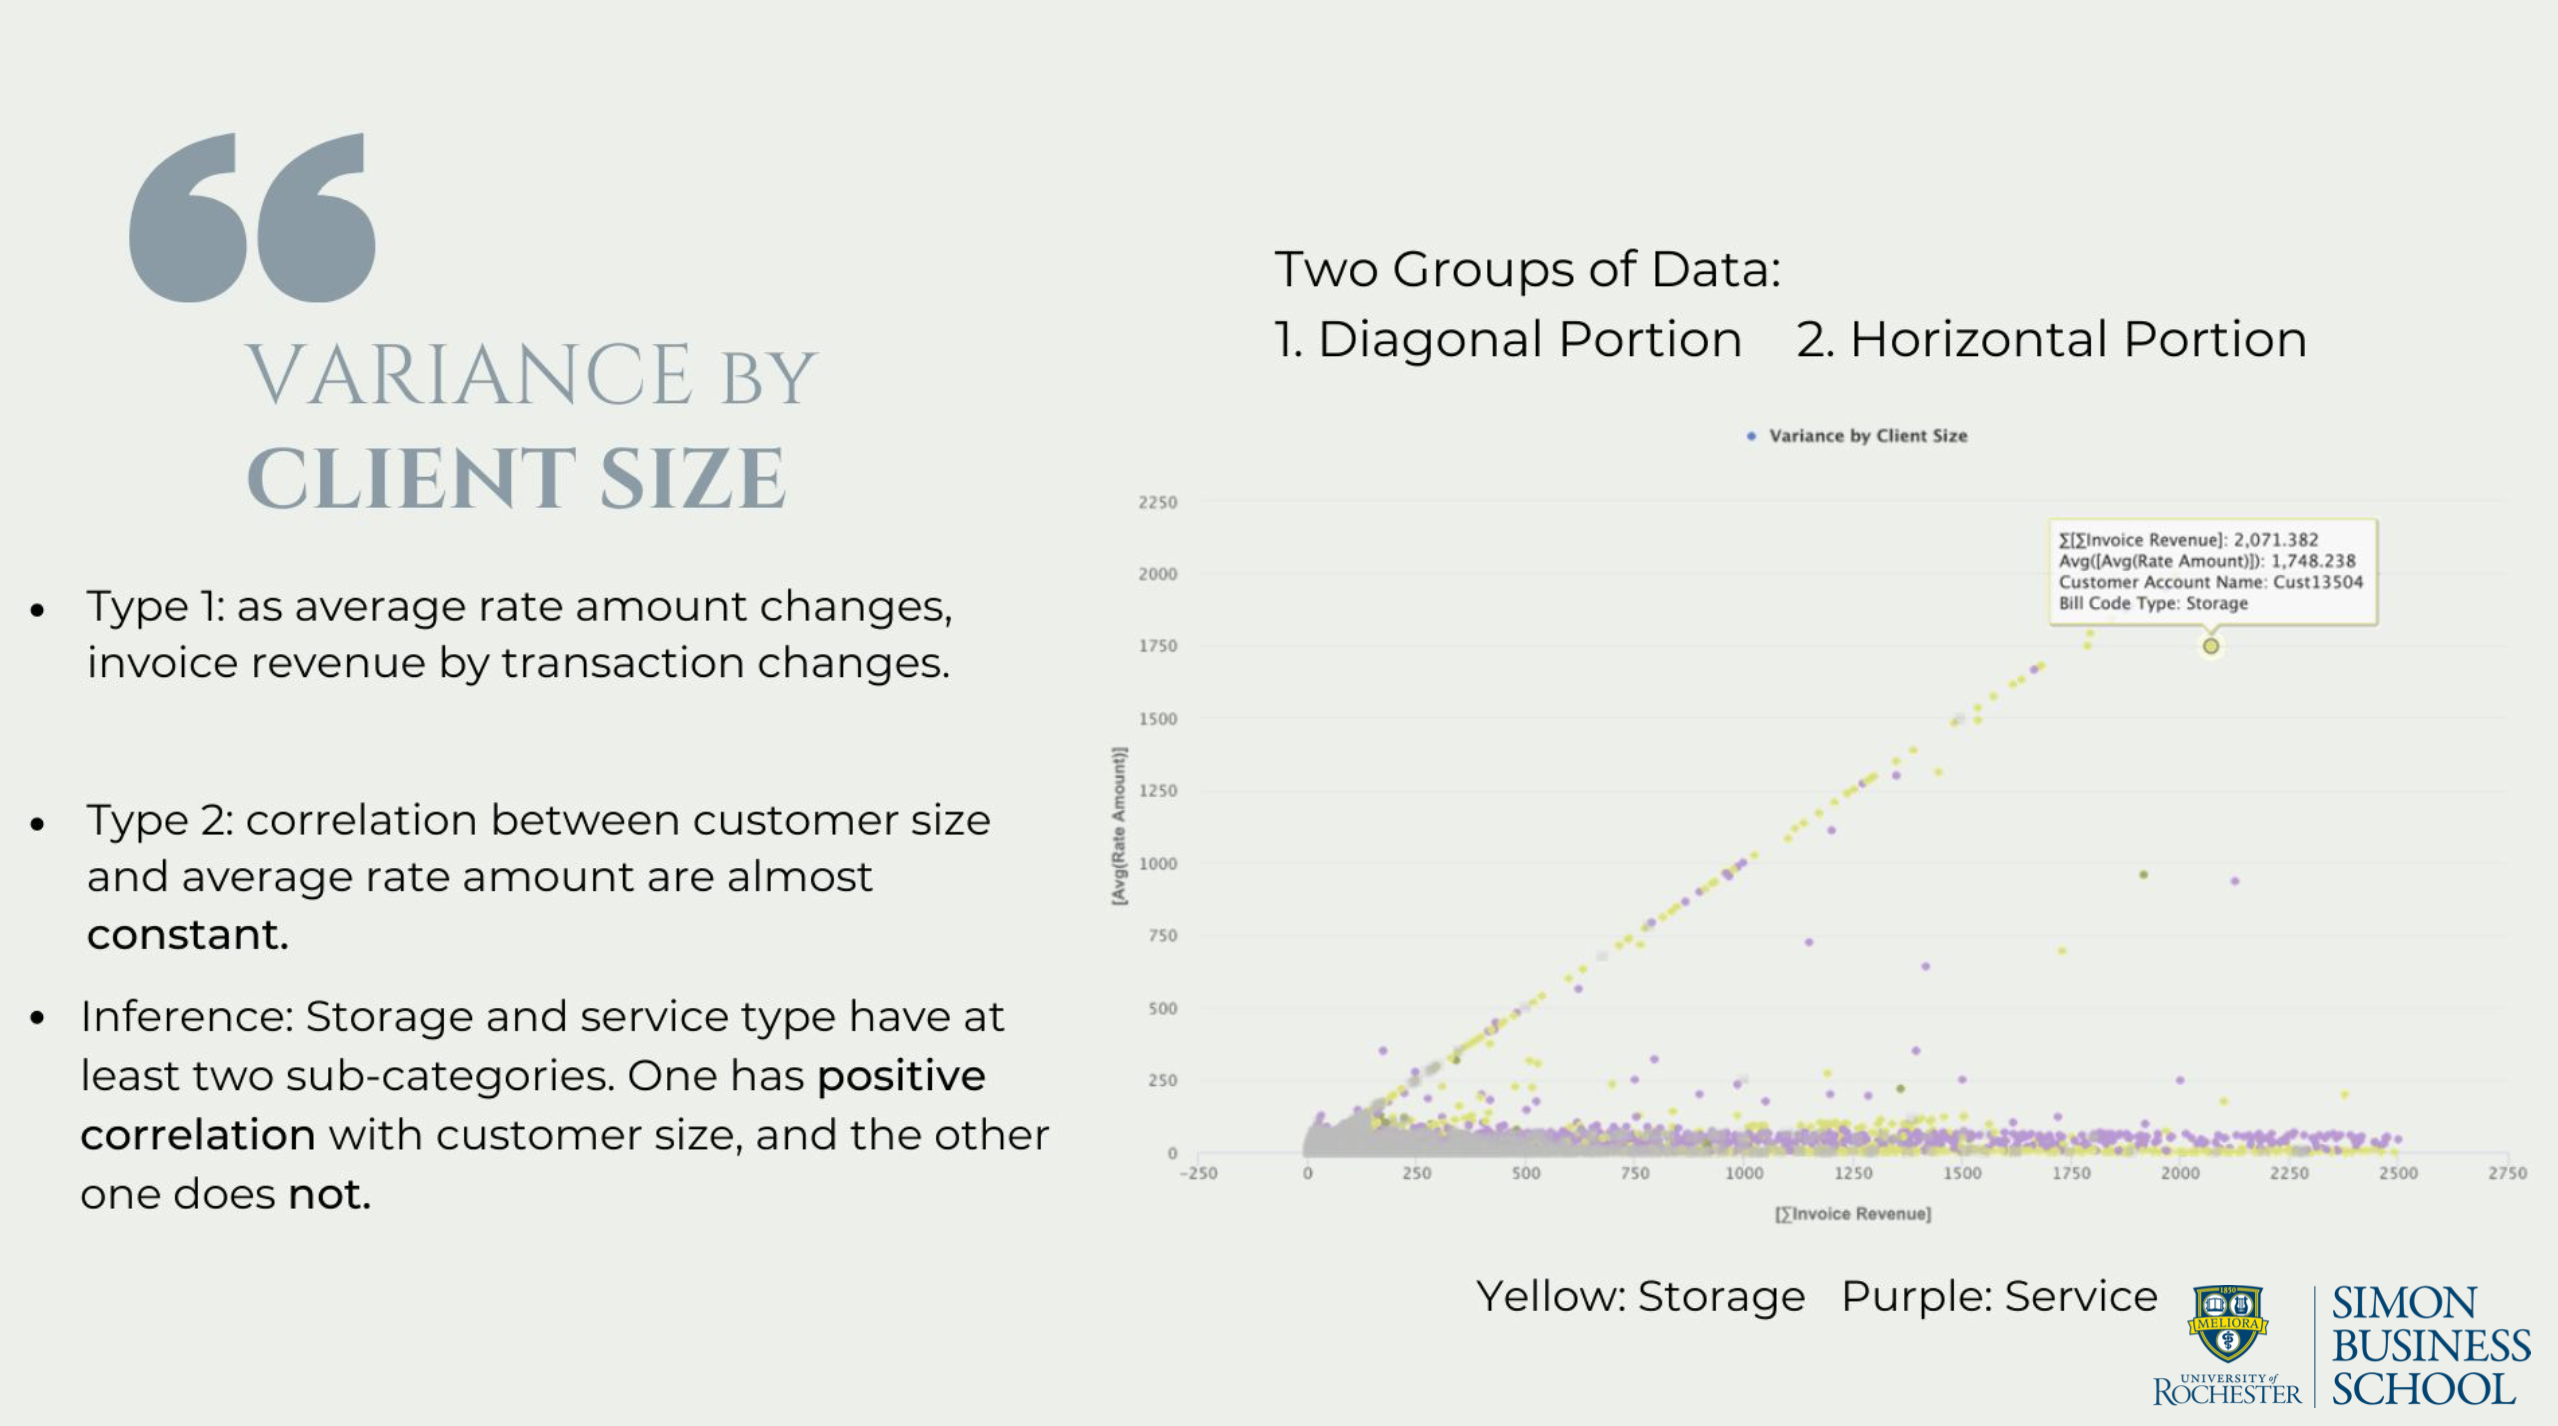 VARIANCE BY
CLIENT SIZE
• Type 1: as average rate amount changes,
invoice revenue by transaction changes.
• Type 2: correlation between customer size
and average rate amount are almost
constant.
• Inference: Storage and service type have at
least two sub-categories. One has positive
correlation with customer size, and the other
one does not.
Two Groups of Data:
1. Diagonal Portion 2. Horizontal Portion
Variance by Client Size
2250
2000
1750
1500
1250
1000
750
500
250
0
[Avg(Rate Amount)]
Σ[ΣInvoice Revenue]: 2,071.382
Avg([Avg(Rate Amount)]): 1,748.238
Customer Account Name: Cust13504
Bill Code Type: Storage
-250 0 250 500 750 1000 1250 1500 1750 2000 2250 2500 2750
[ΣInvoice Revenue]
Yellow: Storage Purple: Service
1850
MELIORA
UNIVERSITY of
ROCHESTER
SIMON
BUSINESS
SCHOOL